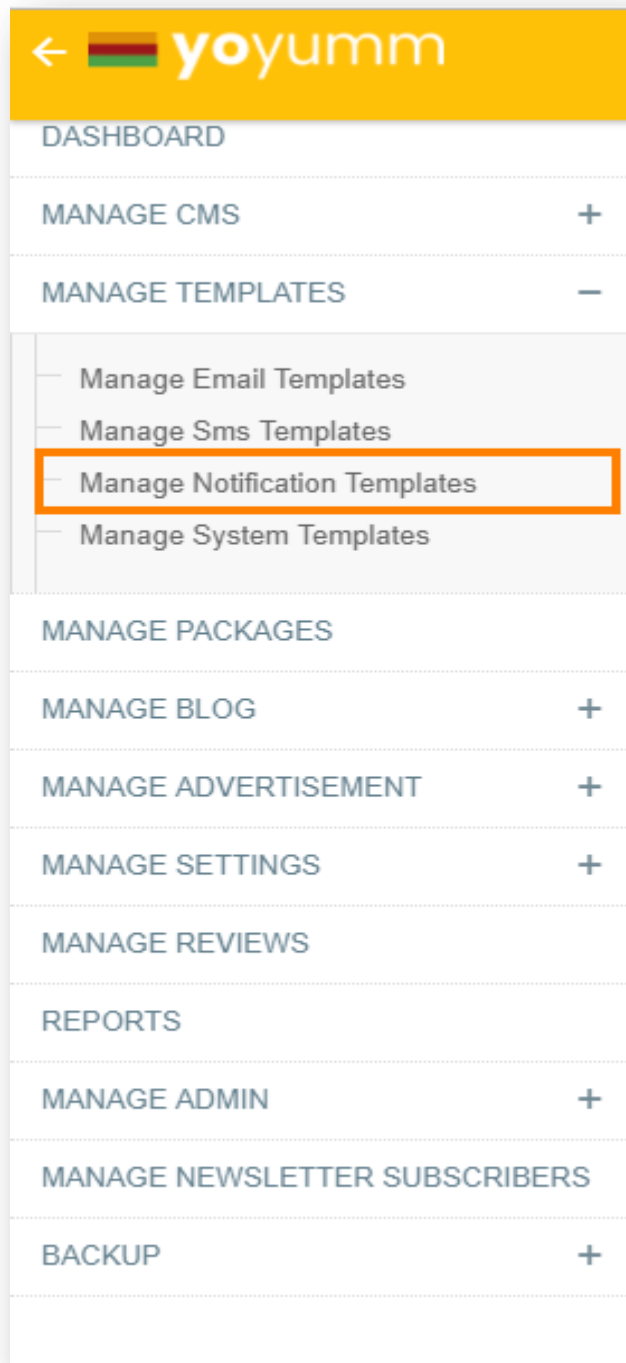 yoyumm
DASHBOARD
MANAGE CMS +
MANAGE TEMPLATES −
Manage Email Templates
Manage Sms Templates
Manage Notification Templates
Manage System Templates
MANAGE PACKAGES
MANAGE BLOG +
MANAGE ADVERTISEMENT +
MANAGE SETTINGS +
MANAGE REVIEWS
REPORTS
MANAGE ADMIN +
MANAGE NEWSLETTER SUBSCRIBERS
BACKUP +